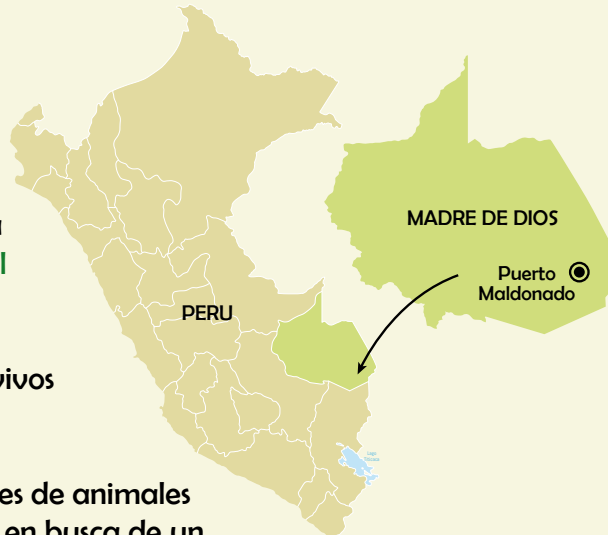 MADRE DE DIOS
Puerto
Maldonado
PERU
vivos
es de animales
en busca de un